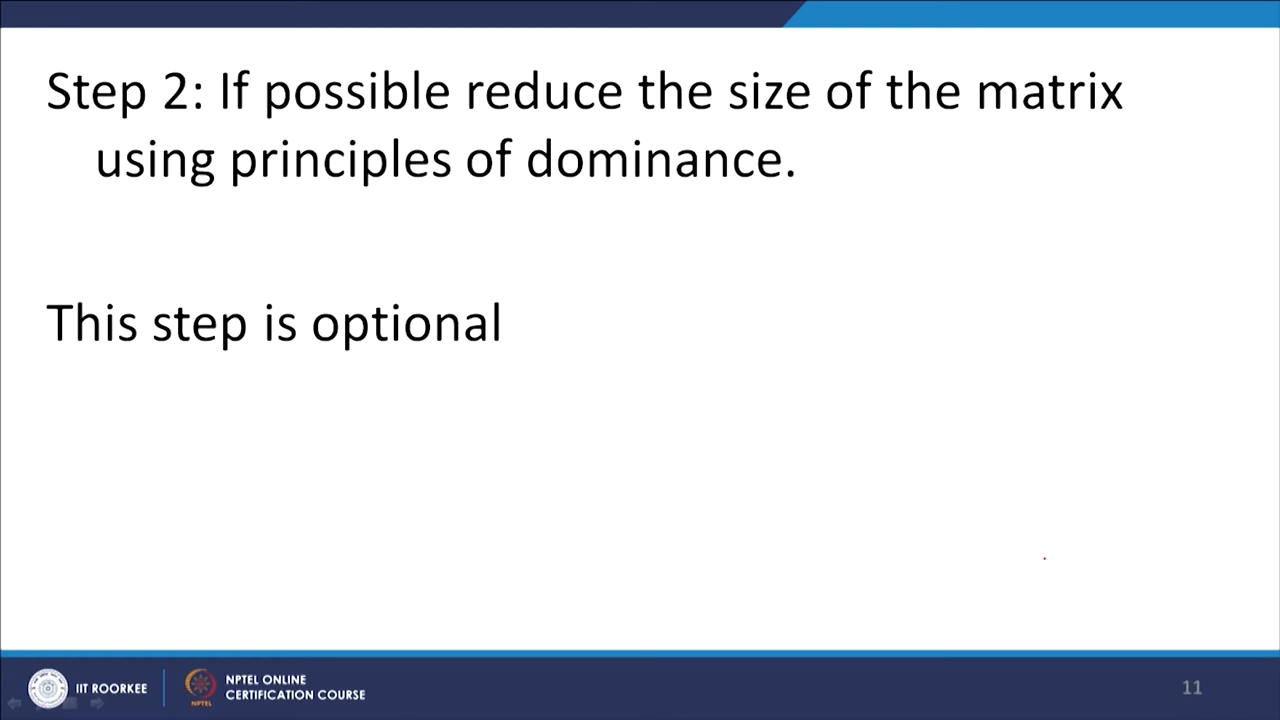 Step 2: If possible reduce the size of the matrix
using principles of dominance.
This step is optional
IIT ROORKEE
NPTEL
NPTEL ONLINE
CERTIFICATION COURSE
11